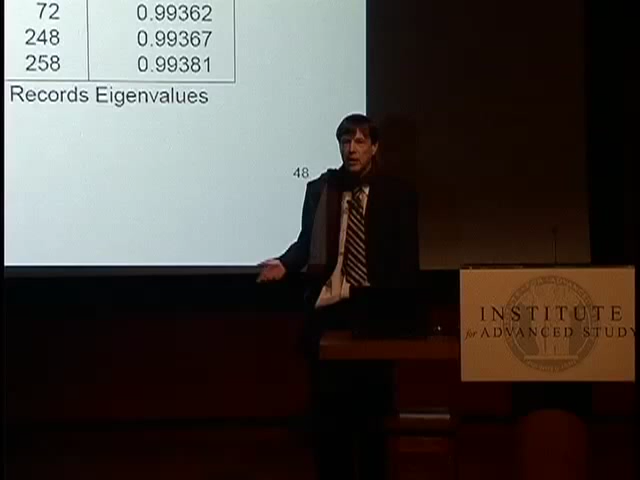 72 0.99362
248 0.99367
258 0.99381
Records Eigenvalues
48
INSTITUTE
for ADVANCED STUDY